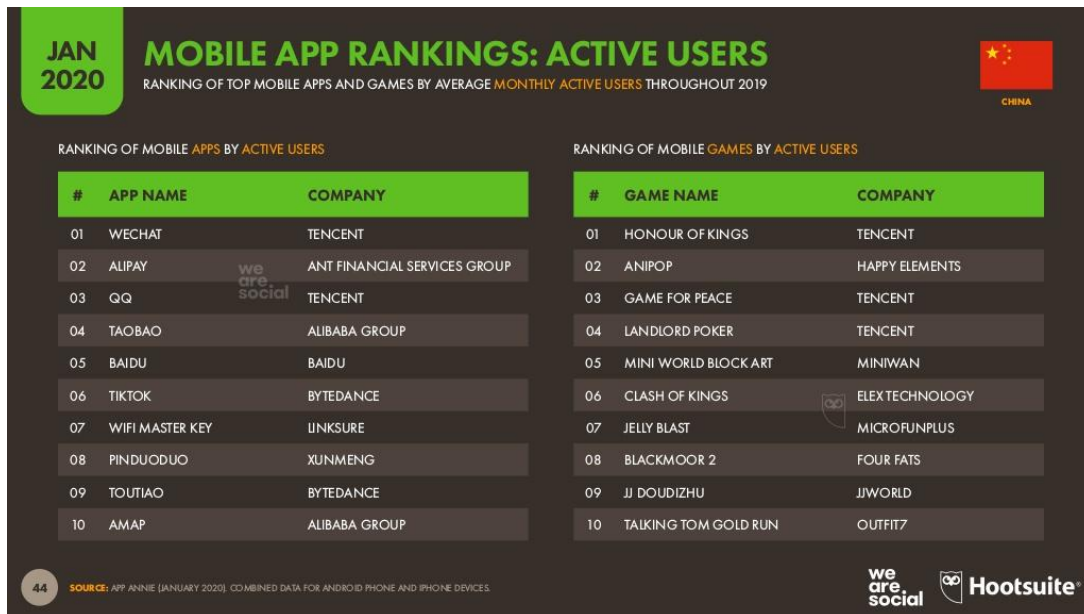 JAN
2020
MOBILE APP RANKINGS: ACTIVE USERS
RANKING OF TOP MOBILE APPS AND GAMES BY AVERAGE MONTHLY ACTIVE USERS THROUGHOUT 2019
CHINA
RANKING OF MOBILE APPS BY ACTIVE USERS
# APP NAME COMPANY
01 WECHAT TENCENT
02 ALIPAY ANT FINANCIAL SERVICES GROUP
03 QQ TENCENT
04 TAOBAO ALIBABA GROUP
05 BAIDU BAIDU
06 TIKTOK BYTEDANCE
07 WIFI MASTER KEY LINKSURE
08 PINDUODUO XUNMENG
09 TOUTIAO BYTEDANCE
10 AMAP ALIBABA GROUP
we
are.
social
RANKING OF MOBILE GAMES BY ACTIVE USERS
# GAME NAME COMPANY
01 HONOUR OF KINGS TENCENT
02 ANIPOP HAPPY ELEMENTS
03 GAME FOR PEACE TENCENT
04 LANDLORD POKER TENCENT
05 MINI WORLD BLOCK ART MINIWAN
06 CLASH OF KINGS ELEX TECHNOLOGY
07 JELLY BLAST MICROFUNPLUS
08 BLACKMOOR 2 FOUR FATS
09 JJ DOUDIZHU JJWORLD
10 TALKING TOM GOLD RUN OUTFIT7
44
SOURCE: APP ANNIE (JANUARY 2020). COMBINED DATA FOR ANDROID PHONE AND IPHONE DEVICES.
we
are.
social
Hootsuite®